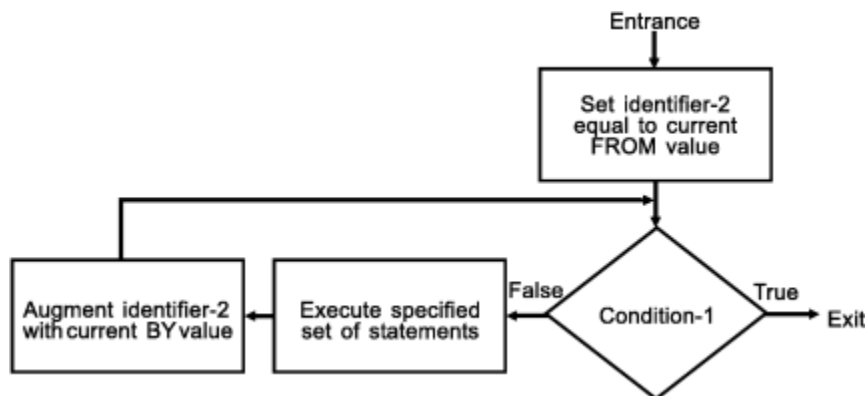 Entrance
Set identifier-2
equal to current
FROM value
False
True
Condition-1
Exit
Execute specified
set of statements
Augment identifier-2
with current BY value